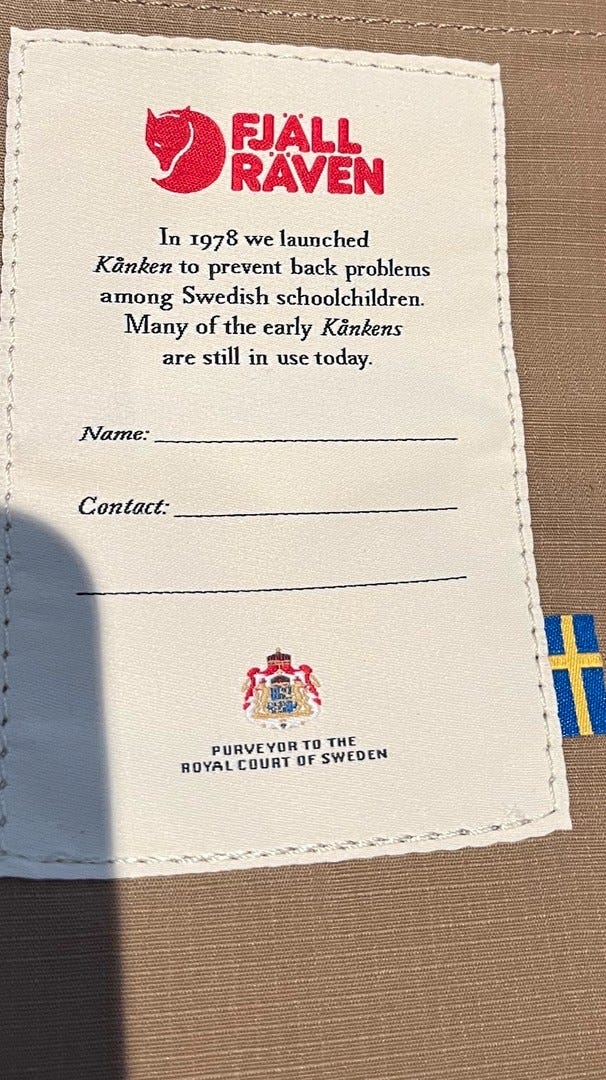 FJÄLL
RÄVEN
In 1978 we launched
Kånken to prevent back problems
among Swedish schoolchildren.
Many of the early Kånkens
are still in use today.
Name:
Contact:
PURVEYOR TO THE
ROYAL COURT OF SWEDEN